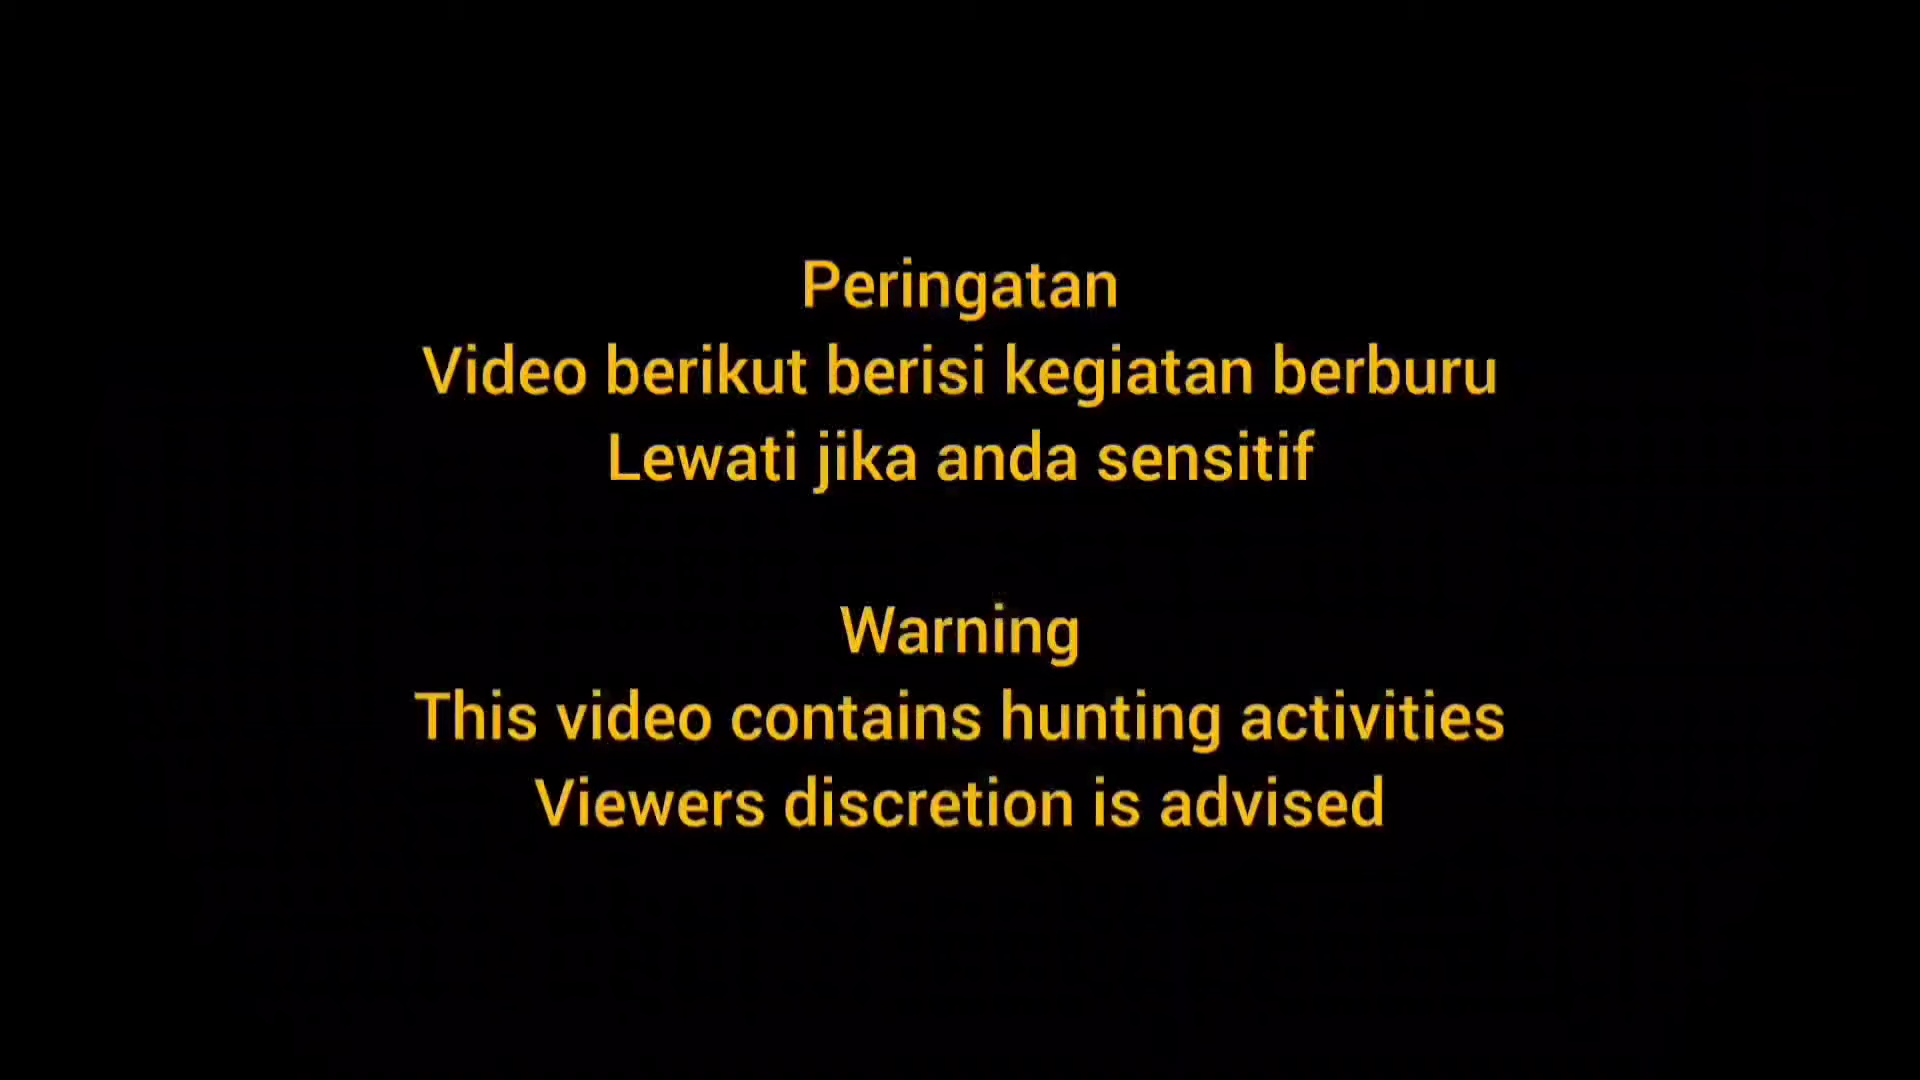 Peringatan
Video berikut berisi kegiatan berburu
Lewati jika anda sensitif
Warning
This video contains hunting activities
Viewers discretion is advised